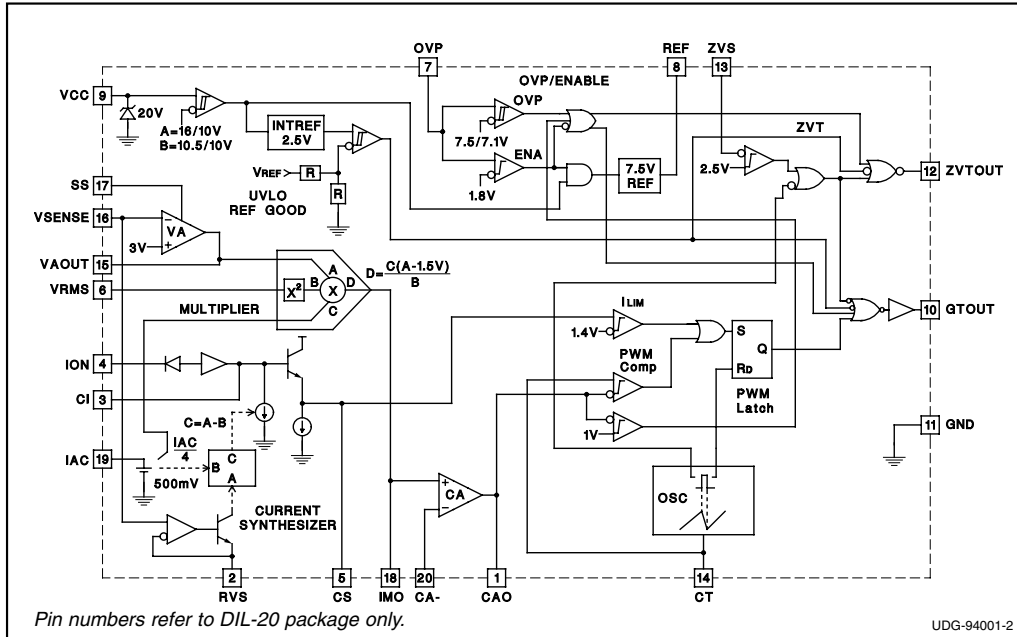 OVP
7
REF
8
ZVS
13
OVP/ENABLE
VCC
9
20V
A=16/10V
B=10.5/10V
INTREF
2.5V
OVP
7.5/7.1V
ENA
1.8V
7.5V
REF
ZVT
2.5V
12
ZVTOUT
VREF
R
R
UVLO
REF GOOD
SS
17
VSENSE
16
VA
3V
VAOUT
15
VRMS
6
X²
MULTIPLIER
A
B
X
D
C
D=C(A-1.5V)/B
ILIM
1.4V
S
Q
RD
PWM
Latch
10
GTOUT
ION
4
CI
3
PWM
Comp
1V
C=A-B
IAC
19
IAC/4
500mV
B
C
A
CURRENT
SYNTHESIZER
CA
OSC
11
GND
2
RVS
5
CS
18
IMO
20
CA-
1
CAO
14
CT
Pin numbers refer to DIL-20 package only.
UDG-94001-2